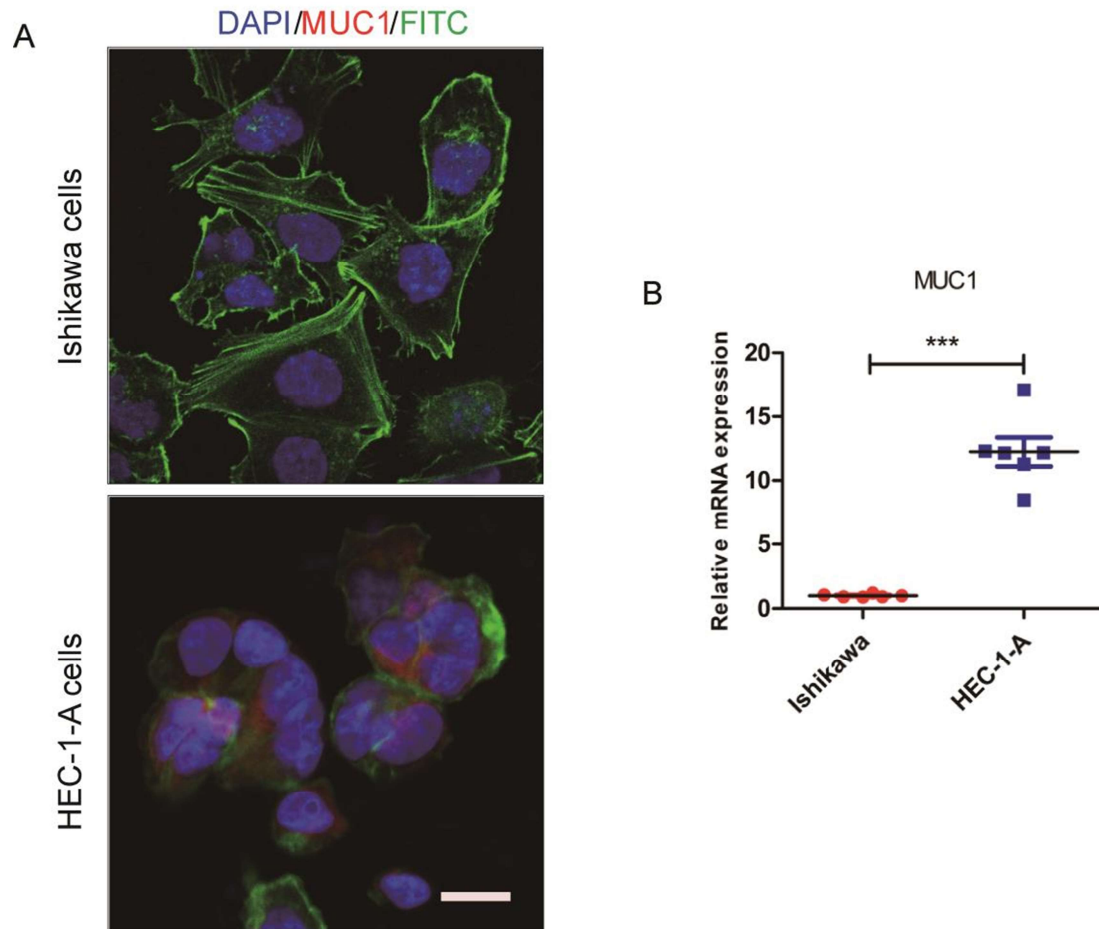 A
DAPI/MUC1/FITC
Ishikawa cells
HEC-1-A cells
B
MUC1
***
Relative mRNA expression
20
15
10
5
0
Ishikawa
HEC-1-A